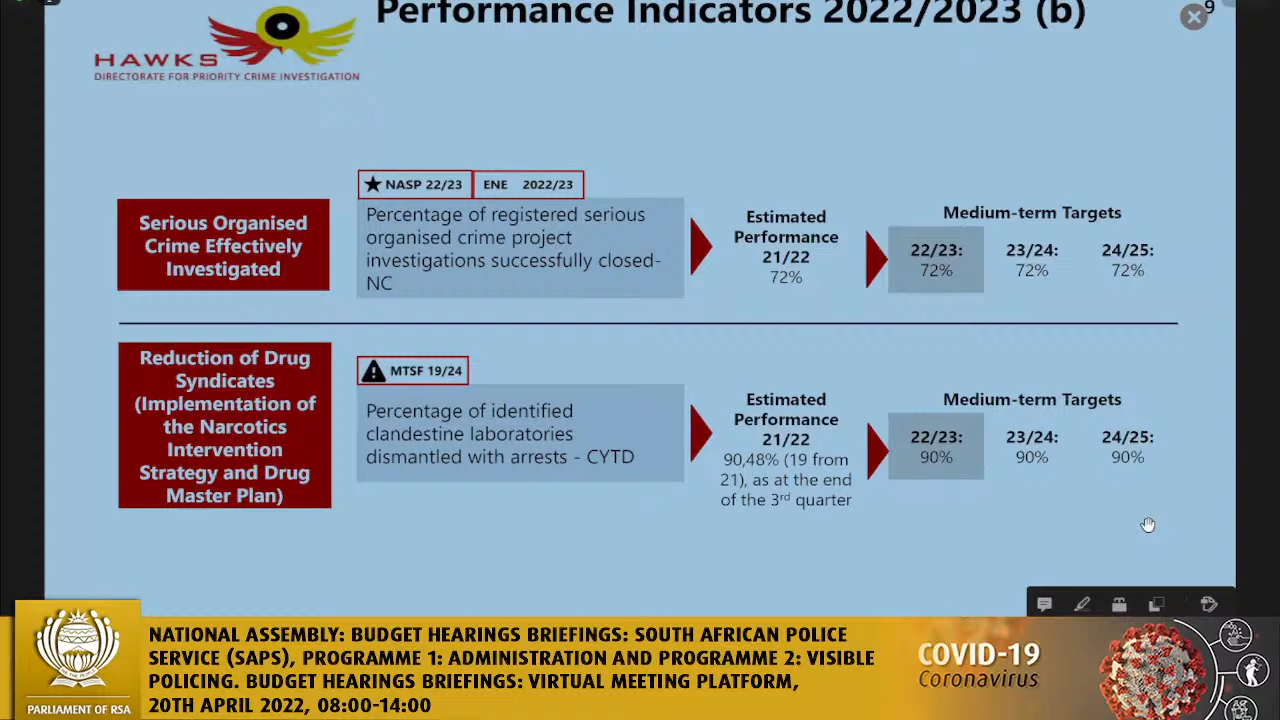 Performance Indicators 2022/2023 (b)
9
HAWKS
DIRECTORATE FOR PRIORITY CRIME INVESTIGATION
NASP 22/23
ENE 2022/23
Serious Organised
Crime Effectively
Investigated
Percentage of registered serious
organised crime project
investigations successfully closed-
NC
Estimated
Performance
21/22
72%
Medium-term Targets
22/23: 23/24: 24/25:
72% 72% 72%
Reduction of Drug
Syndicates
(Implementation of
the Narcotics
Intervention
Strategy and Drug
Master Plan)
MTSF 19/24
Percentage of identified
clandestine laboratories
dismantled with arrests - CYTD
Estimated
Performance
21/22
90,48% (19 from
21), as at the end
of the 3rd quarter
Medium-term Targets
22/23: 23/24: 24/25:
90% 90% 90%
NATIONAL ASSEMBLY: BUDGET HEARINGS BRIEFINGS: SOUTH AFRICAN POLICE
SERVICE (SAPS), PROGRAMME 1: ADMINISTRATION AND PROGRAMME 2: VISIBLE
POLICING. BUDGET HEARINGS BRIEFINGS: VIRTUAL MEETING PLATFORM,
20TH APRIL 2022, 08:00-14:00
PARLIAMENT OF RSA
COVID-19
Coronavirus